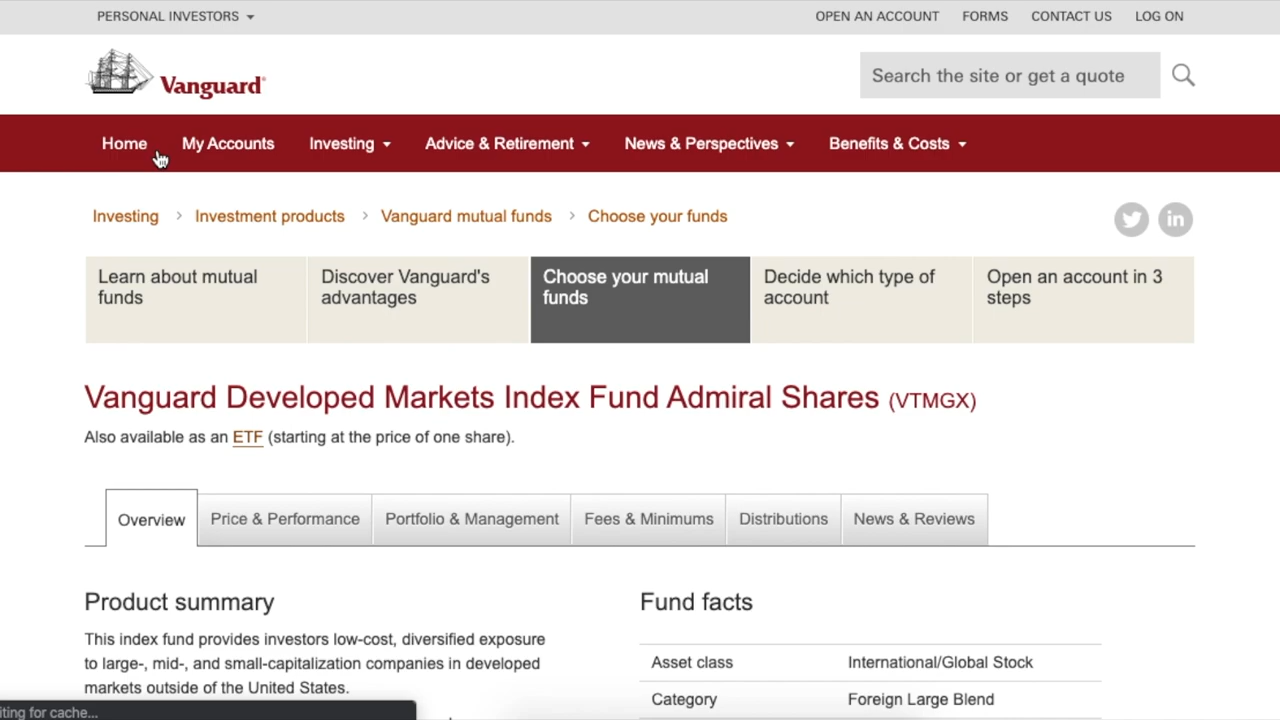 PERSONAL INVESTORS
OPEN AN ACCOUNT FORMS CONTACT US LOG ON
Vanguard
Search the site or get a quote
Home My Accounts Investing Advice & Retirement News & Perspectives Benefits & Costs
Investing > Investment products > Vanguard mutual funds > Choose your funds
in
Learn about mutual
funds
Discover Vanguard's
advantages
Choose your mutual
funds
Decide which type of
account
Open an account in 3
steps
Vanguard Developed Markets Index Fund Admiral Shares (VTMGX)
Also available as an ETF (starting at the price of one share).
Overview Price & Performance Portfolio & Management Fees & Minimums Distributions News & Reviews
Product summary
This index fund provides investors low-cost, diversified exposure
to large-, mid-, and small-capitalization companies in developed
markets outside of the United States.
Fund facts
Asset class International/Global Stock
Category Foreign Large Blend
for cache...